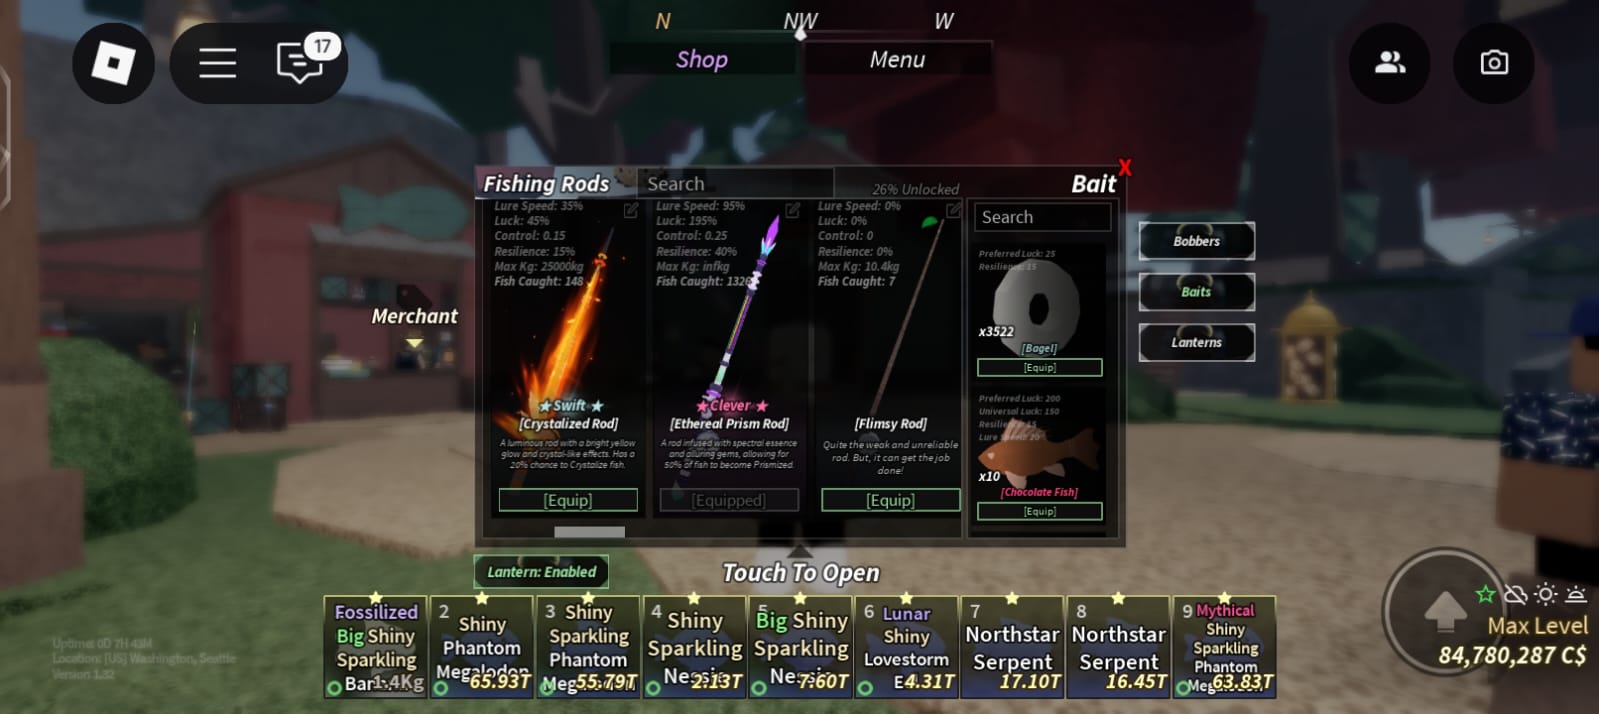 N NW W
17
Shop Menu
Fishing Rods
Search
26% Unlocked
Bait
X
Lure Speed: 35%
Luck: 45%
Control: 0.15
Resilience: 15%
Max Kg: 25000kg
Fish Caught: 148
★Swift★
[Crystalized Rod]
A luminous rod with a bright yellow
glow and crystal-like effects. Has a
20% chance to Crystalize fish.
[Equip]
Lure Speed: 95%
Luck: 195%
Control: 0.25
Resilience: 40%
Max Kg: infkg
Fish Caught: 1326
★Clever★
[Ethereal Prism Rod]
A rod infused with spectral essence
and alluring gems, allowing for
50% of fish to become Prismized.
[Equipped]
Lure Speed: 0%
Luck: 0%
Control: 0
Resilience: 0%
Max Kg: 10.4kg
Fish Caught: 7
[Flimsy Rod]
Quite the weak and unreliable
rod. But, it can get the job
done!
[Equip]
Search
Preferred Luck: 25
Resilience: 15
x3522
[Bagel]
[Equip]
Preferred Luck: 200
Universal Luck: 150
Resilience:
Lure Speed: 20
x10
[Chocolate Fish]
[Equip]
Bobbers
Baits
Lanterns
Merchant
Lantern: Enabled
Touch To Open
Fossilized
Big Shiny
Sparkling
1.4Kg
2
Shiny
Phantom
Megalodon
65.93T
3
Shiny
Sparkling
Phantom
55.79T
4
Shiny
Sparkling
Nessie
2.13T
5
Big Shiny
Sparkling
Nessie
7.60T
6
Lunar
Shiny
Lovestorm
4.31T
7
Northstar
Serpent
17.10T
8
Northstar
Serpent
16.45T
9
Mythical
Shiny
Sparkling
Phantom
Megalodon
63.83T
Uptime: 0D 7H 43M
Location: [US] Washington, Seattle
Version 1.32
Max Level
84,780,287 C$